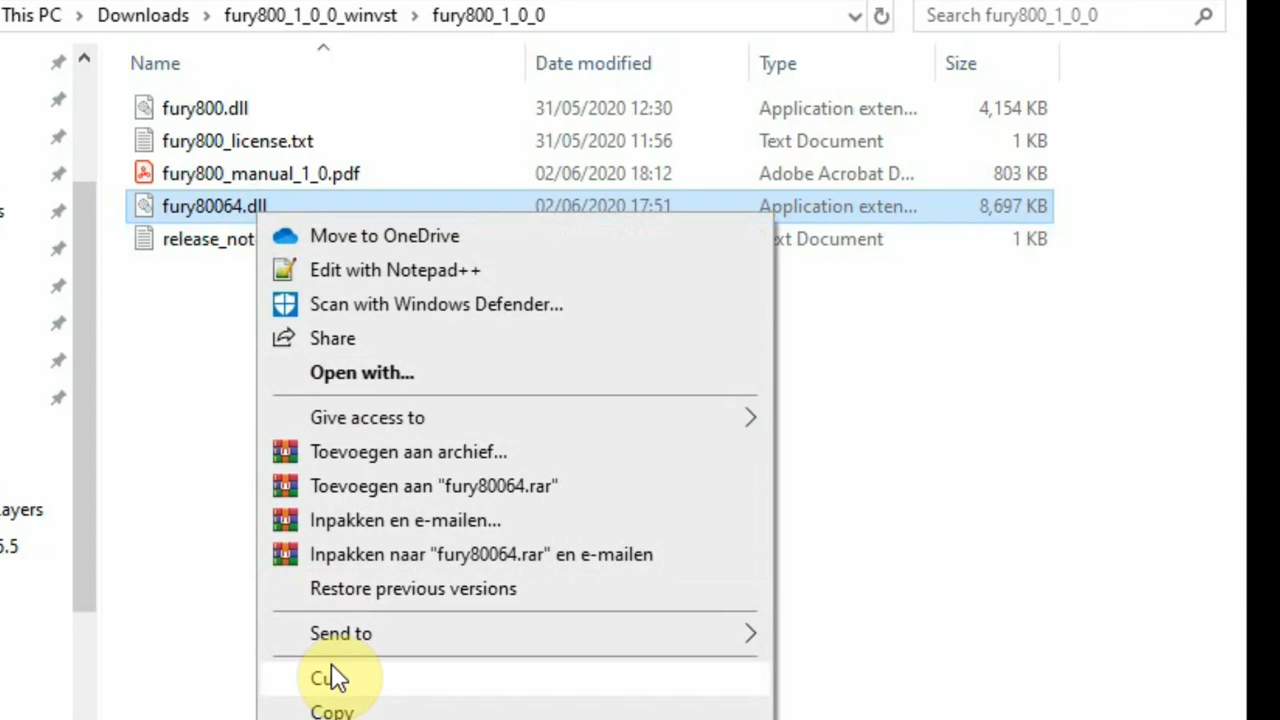 This PC > Downloads > fury800_1_0_0_winvst > fury800_1_0_0
Search fury800_1_0_0
Name Date modified Type Size
fury800.dll 31/05/2020 12:30 Application exten... 4,154 KB
fury800_license.txt 31/05/2020 11:56 Text Document 1 KB
fury800_manual_1_0.pdf 02/06/2020 18:12 Adobe Acrobat D... 803 KB
fury80064.dll 02/06/2020 17:51 Application exten... 8,697 KB
release_not xt Document 1 KB
Move to OneDrive
Edit with Notepad++
Scan with Windows Defender...
Share
Open with...
Give access to
Toevoegen aan archief...
Toevoegen aan "fury80064.rar"
Inpakken en e-mailen...
Inpakken naar "fury80064.rar" en e-mailen
Restore previous versions
Send to
Cu
Copy
s
ayers
5.5